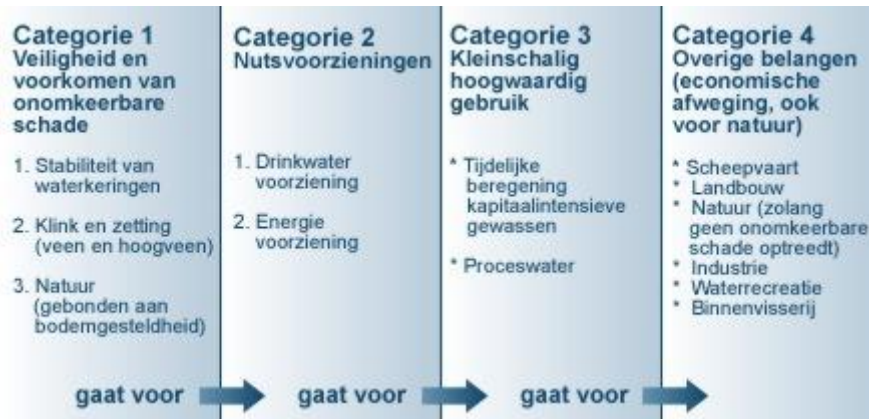 Categorie 1
Veiligheid en
voorkomen van
onomkeerbare
schade
1. Stabiliteit van
waterkeringen
2. Klink en zetting
(veen en hoogveen)
3. Natuur
(gebonden aan
bodemgesteldheid)
gaat voor
Categorie 2
Nutsvoorzieningen
1. Drinkwater
voorziening
2. Energie
voorziening
gaat voor
Categorie 3
Kleinschalig
hoogwaardig
gebruik
* Tijdelijke
beregening
kapitaalintensieve
gewassen
* Proceswater
gaat voor
Categorie 4
Overige belangen
(economische
afweging, ook
voor natuur)
* Scheepvaart
* Landbouw
* Natuur (zolang
geen onomkeerbare
schade optreedt)
* Industrie
* Waterrecreatie
* Binnenvisserij